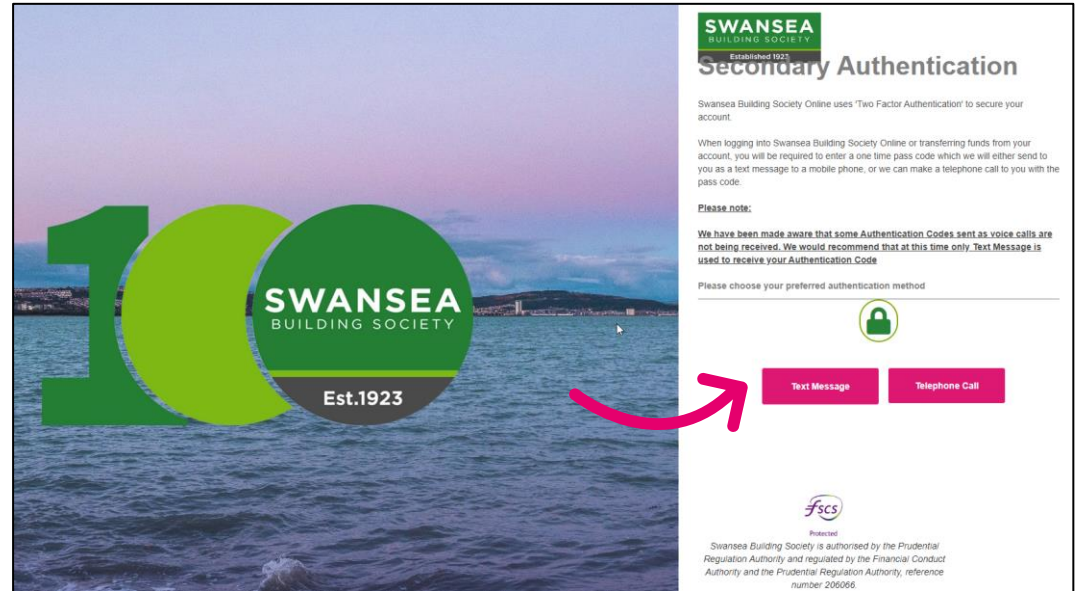 100
SWANSEA
BUILDING SOCIETY
Est.1923
SWANSEA
BUILDING SOCIETY
Established 1923
Secondary Authentication
Swansea Building Society Online uses 'Two Factor Authentication' to secure your
account.
When logging into Swansea Building Society Online or transferring funds from your
account, you will be required to enter a one time pass code which we will either send to
you as a text message to a mobile phone, or we can make a telephone call to you with the
pass code.
Please note:
We have been made aware that some Authentication Codes sent as voice calls are
not being received. We would recommend that at this time only Text Message is
used to receive your Authentication Code
Please choose your preferred authentication method
Text Message
Telephone Call
fscs
Protected
Swansea Building Society is authorised by the Prudential
Regulation Authority and regulated by the Financial Conduct
Authority and the Prudential Regulation Authority, reference
number 206066.